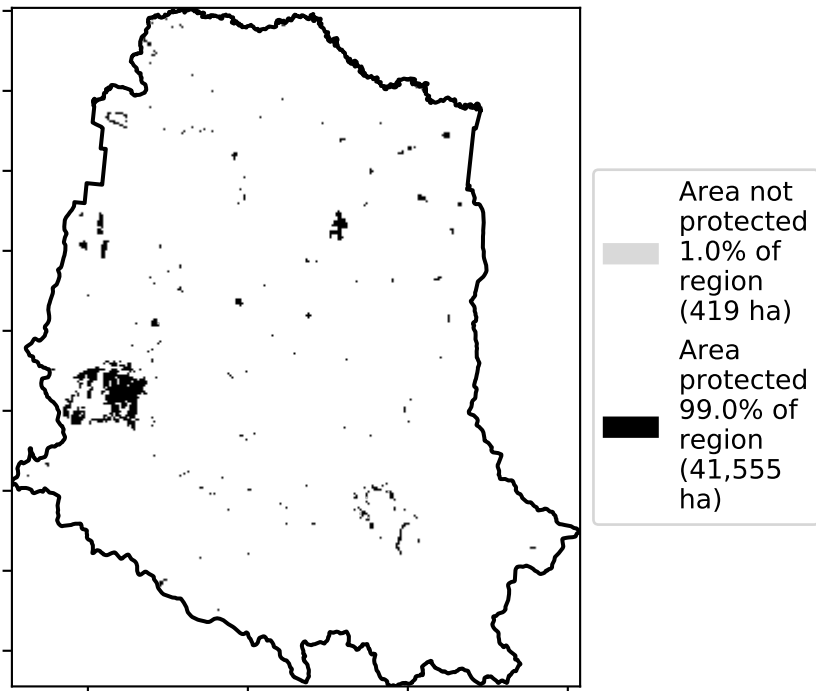 Area not
protected
1.0% of
region
(419 ha)
Area
protected
99.0% of
region
(41,555
ha)